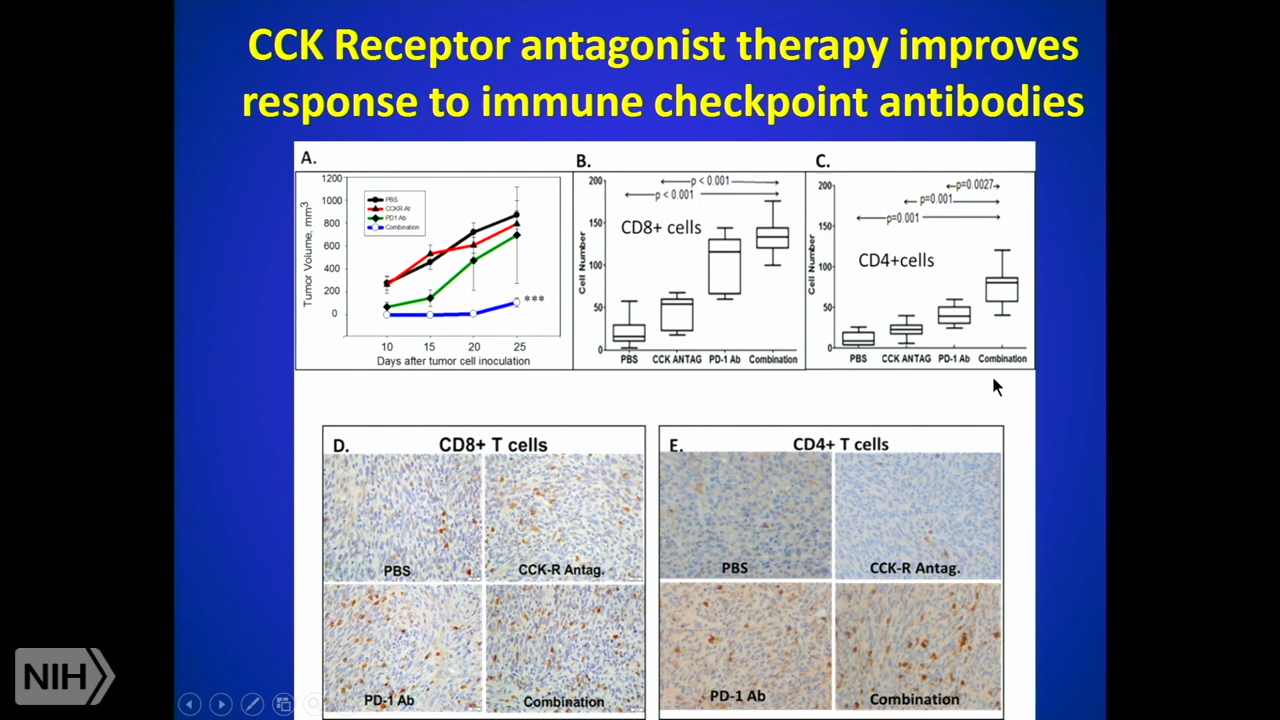 CCK Receptor antagonist therapy improves
response to immune checkpoint antibodies
A.
1200
1000
800
600
400
200
0
Tumor Volume, mm3
PBS
CCKR-At
PD1 Ab
Combination
***
10 15 20 25
Days after tumor cell inoculation
B.
200
150
100
50
0
Cell Number
p < 0.001
p < 0.001
CD8+ cells
PBS CCK ANTAG PD-1 Ab Combination
C.
200
150
100
50
0
Cell Number
p=0.0027
p=0.001
p=0.001
CD4+cells
PBS CCK ANTAG PD-1 Ab Combination
D. CD8+ T cells
PBS CCK-R Antag.
PD-1 Ab Combination
E. CD4+ T cells
PBS CCK-R Antag.
PD-1 Ab Combination
NIH